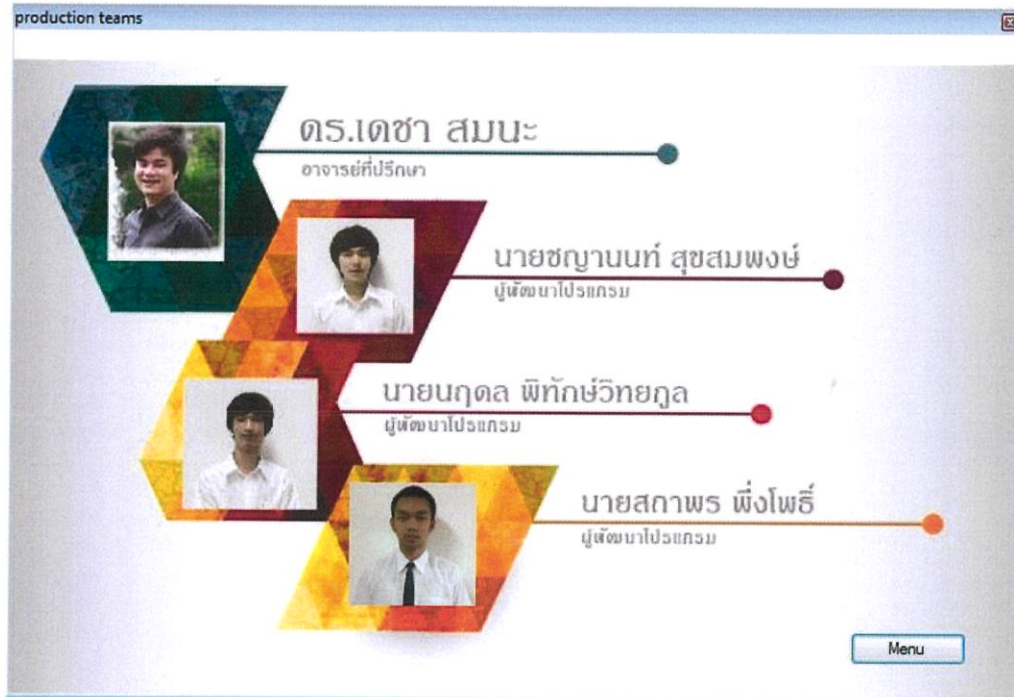 production teams
ดร.เดชา สมนะ
อาจารย์ที่ปรึกษา
นายชญานนท์ สุขสมพงษ์
ผู้พัฒนาโปรแกรม
นายนฤดล พิทักษ์วิทยกูล
ผู้พัฒนาโปรแกรม
นายสถาพร พึ่งโพธิ์
ผู้พัฒนาโปรแกรม
Menu